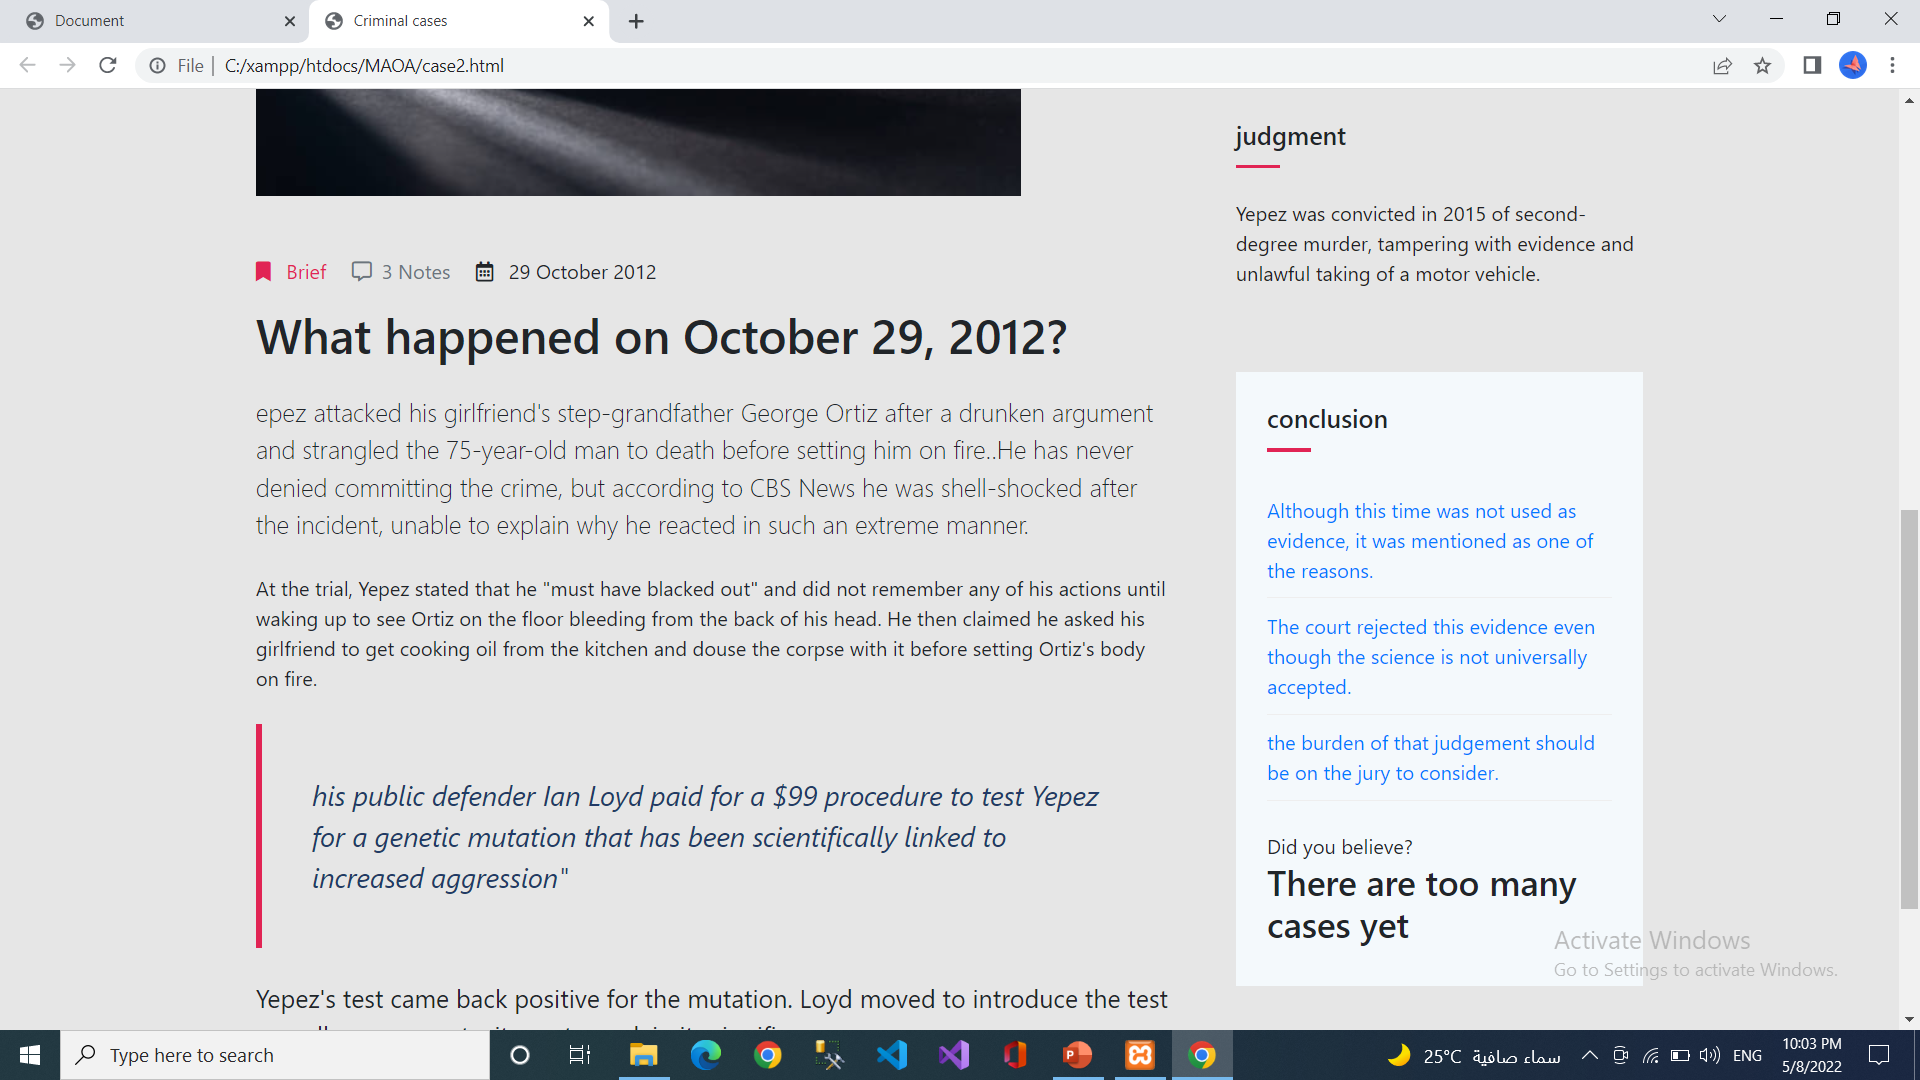 Document
Criminal cases
File
C:/xampp/htdocs/MAOA/case2.html
Brief
3 Notes
29 October 2012
What happened on October 29, 2012?
epez attacked his girlfriend's step-grandfather George Ortiz after a drunken argument
and strangled the 75-year-old man to death before setting him on fire..He has never
denied committing the crime, but according to CBS News he was shell-shocked after
the incident, unable to explain why he reacted in such an extreme manner.
At the trial, Yepez stated that he "must have blacked out" and did not remember any of his actions until
waking up to see Ortiz on the floor bleeding from the back of his head. He then claimed he asked his
girlfriend to get cooking oil from the kitchen and douse the corpse with it before setting Ortiz's body
on fire.
his public defender Ian Loyd paid for a $99 procedure to test Yepez
for a genetic mutation that has been scientifically linked to
increased aggression"
Yepez's test came back positive for the mutation. Loyd moved to introduce the test
judgment
Yepez was convicted in 2015 of second-
degree murder, tampering with evidence and
unlawful taking of a motor vehicle.
conclusion
Although this time was not used as
evidence, it was mentioned as one of
the reasons.
The court rejected this evidence even
though the science is not universally
accepted.
the burden of that judgement should
be on the jury to consider.
Did you believe?
There are too many
cases yet
Activate Windows
Go to Settings to activate Windows.
Type here to search
25°C سماء صافية
ENG
10:03 PM
5/8/2022